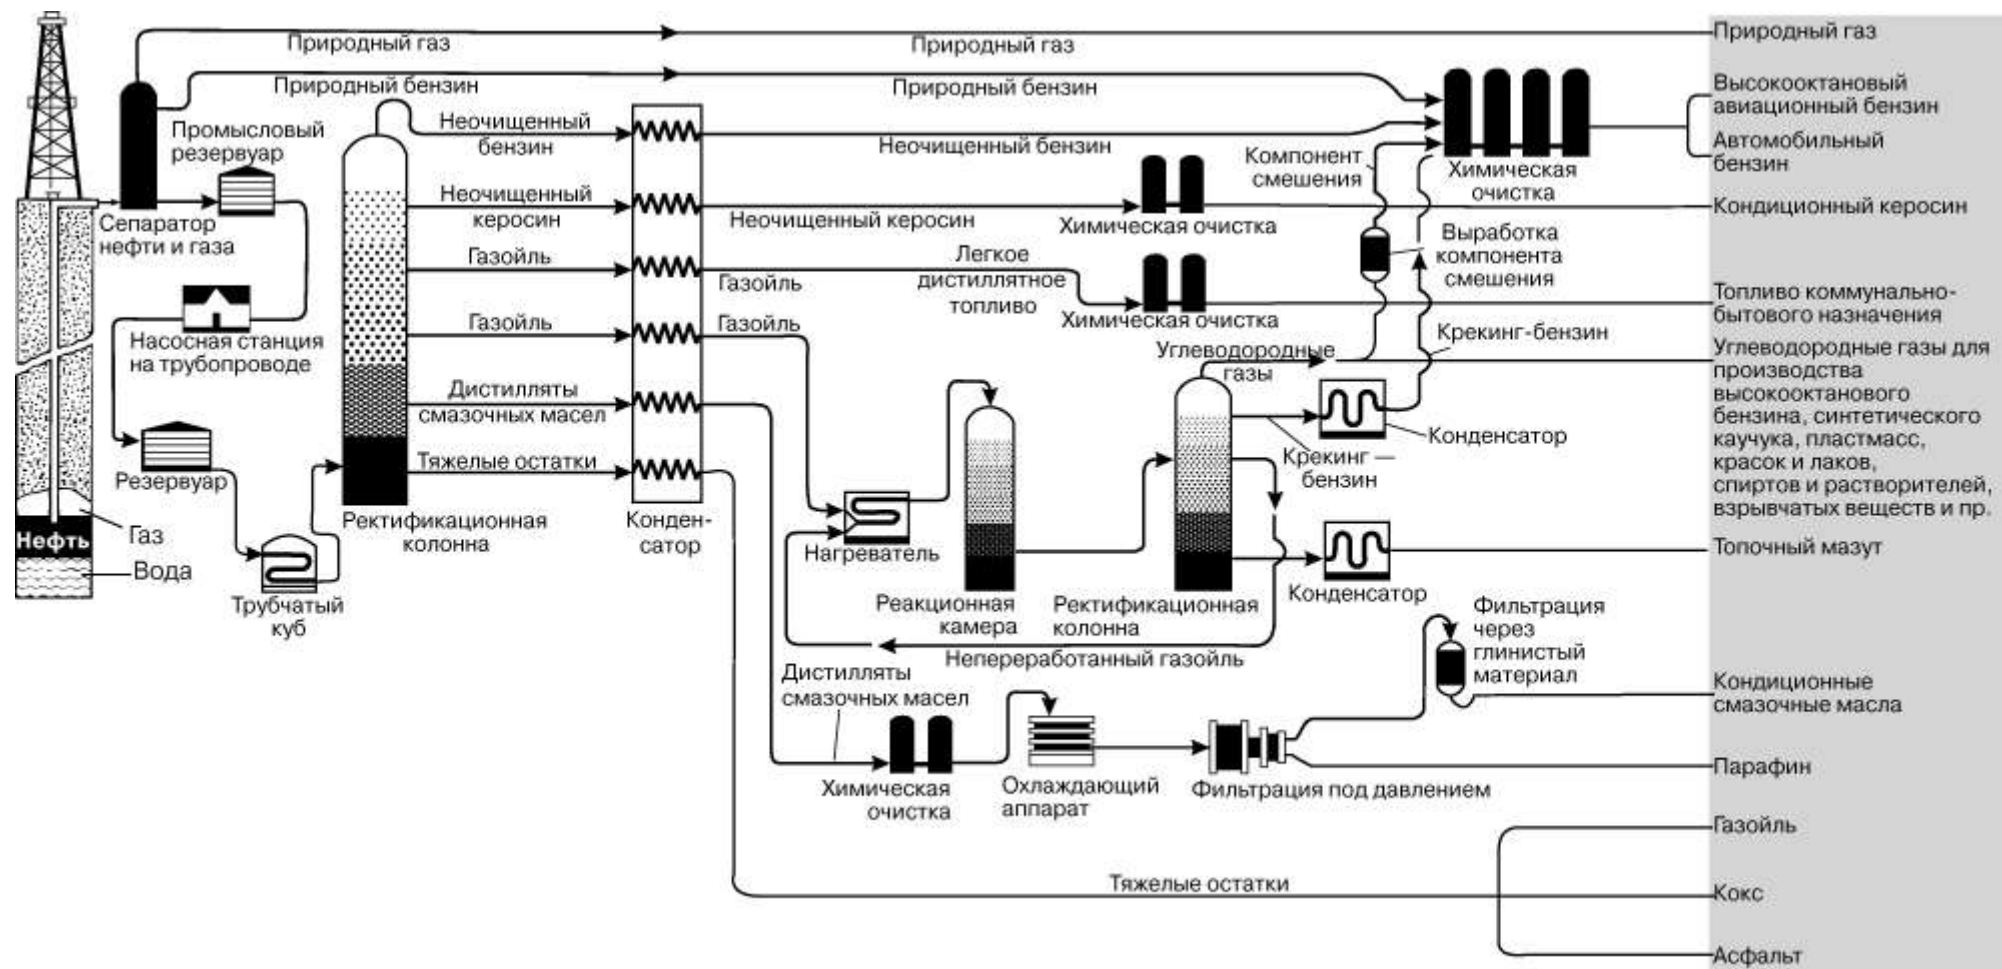 Природный газ
Природный газ
Природный газ
Природный бензин
Природный бензин
Высокооктановый
авиационный бензин
Автомобильный
бензин
Промысловый
резервуар
Неочищенный
бензин
Неочищенный бензин
Компонент
смешения
Химическая
очистка
Сепаратор
нефти и газа
Неочищенный
керосин
Неочищенный керосин
Химическая очистка
Кондиционный керосин
Выработка
компонента
смешения
Газойль
Газойль
Легкое
дистиллятное
топливо
Химическая очистка
Топливо коммунально-
бытового назначения
Насосная станция
на трубопроводе
Газойль
Газойль
Углеводородные
газы
Крекинг-бензин
Углеводородные газы для
производства
высокооктанового
бензина, синтетического
каучука, пластмасс,
красок и лаков,
спиртов и растворителей,
взрывчатых веществ и пр.
Дистилляты
смазочных масел
Конденсатор
Крекинг —
бензин
Тяжелые остатки
Резервуар
Газ
Нефть
Вода
Ректификационная
колонна
Конден-
сатор
Нагреватель
Топочный мазут
Трубчатый
куб
Реакционная
камера
Ректификационная
колонна
Конденсатор
Непереработанный газойль
Фильтрация
через
глинистый
материал
Дистилляты
смазочных масел
Кондиционные
смазочные масла
Химическая
очистка
Охлаждающий
аппарат
Фильтрация под давлением
Парафин
Газойль
Тяжелые остатки
Кокс
Асфальт